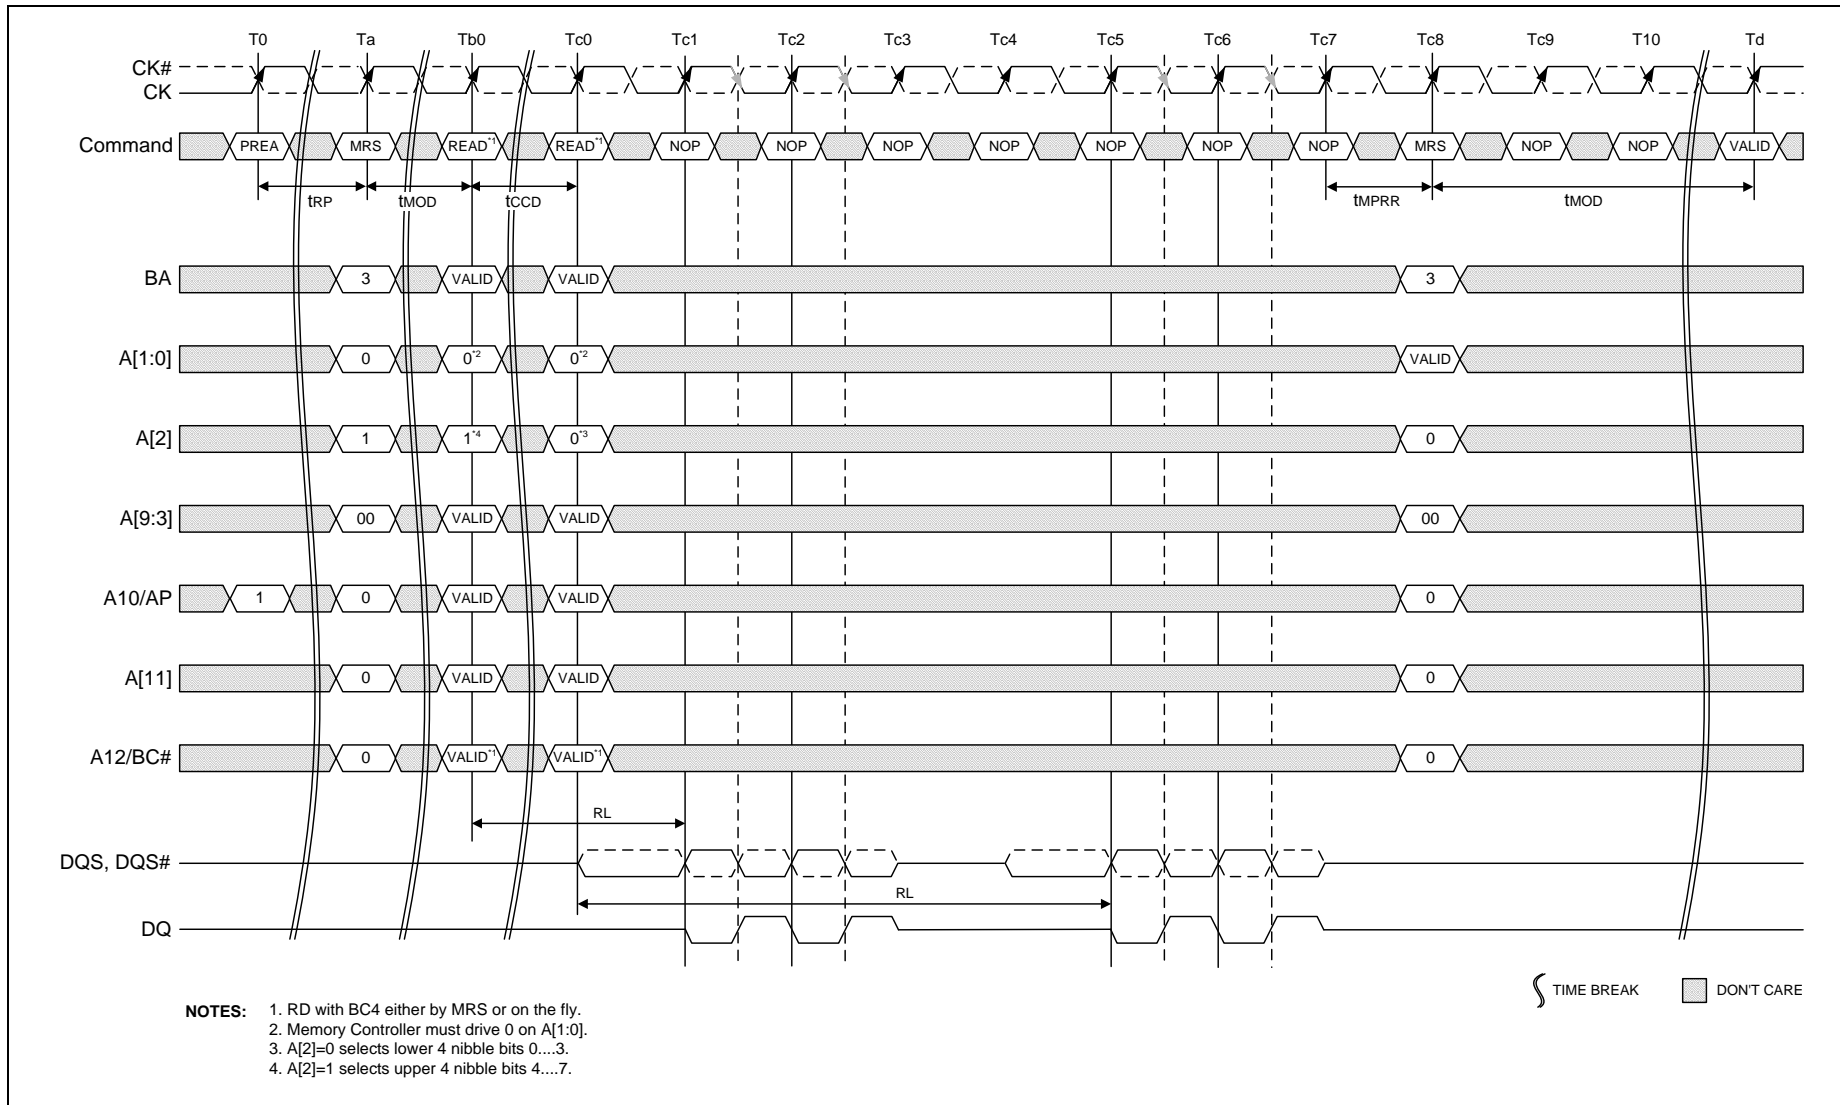 T0 Ta Tb0 Tc0 Tc1 Tc2 Tc3 Tc4 Tc5 Tc6 Tc7 Tc8 Tc9 T10 Td
CK#
CK
Command PREA MRS READ*1 READ*1 NOP NOP NOP NOP NOP NOP NOP MRS NOP NOP VALID
tRP tMOD tCCD tMPRR tMOD
BA 3 VALID VALID 3
A[1:0] 0 0*2 0*2 VALID
A[2] 1 1*4 0*3 0
A[9:3] 00 VALID VALID 00
A10/AP 1 0 VALID VALID 0
A[11] 0 VALID VALID 0
A12/BC# 0 VALID*1 VALID*1 0
RL
DQS, DQS#
RL
DQ
TIME BREAK DON'T CARE
NOTES: 1. RD with BC4 either by MRS or on the fly.
2. Memory Controller must drive 0 on A[1:0].
3. A[2]=0 selects lower 4 nibble bits 0....3.
4. A[2]=1 selects upper 4 nibble bits 4....7.